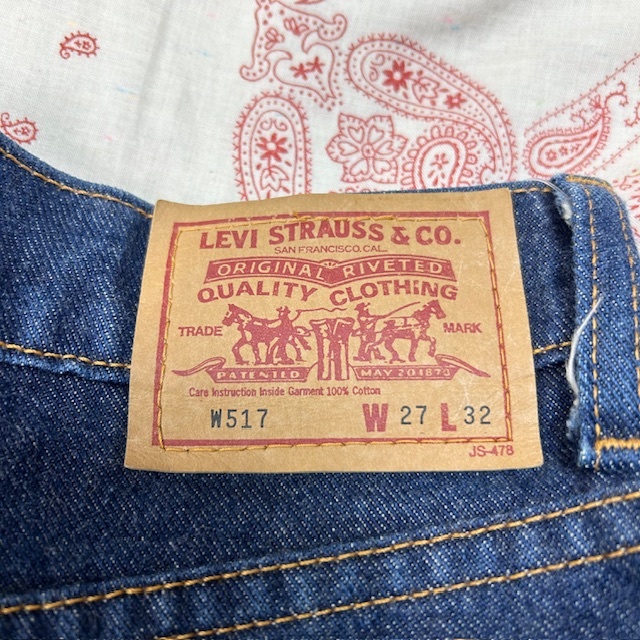 LEVI STRAUSS & CO.
SAN FRANCISCO, CAL.
ORIGINAL RIVETED
QUALITY CLOTHING
TRADE MARK
PATENTED MAY 20 1873
Care Instruction Inside Garment 100% Cotton
W517 W 27 L 32
JS-478